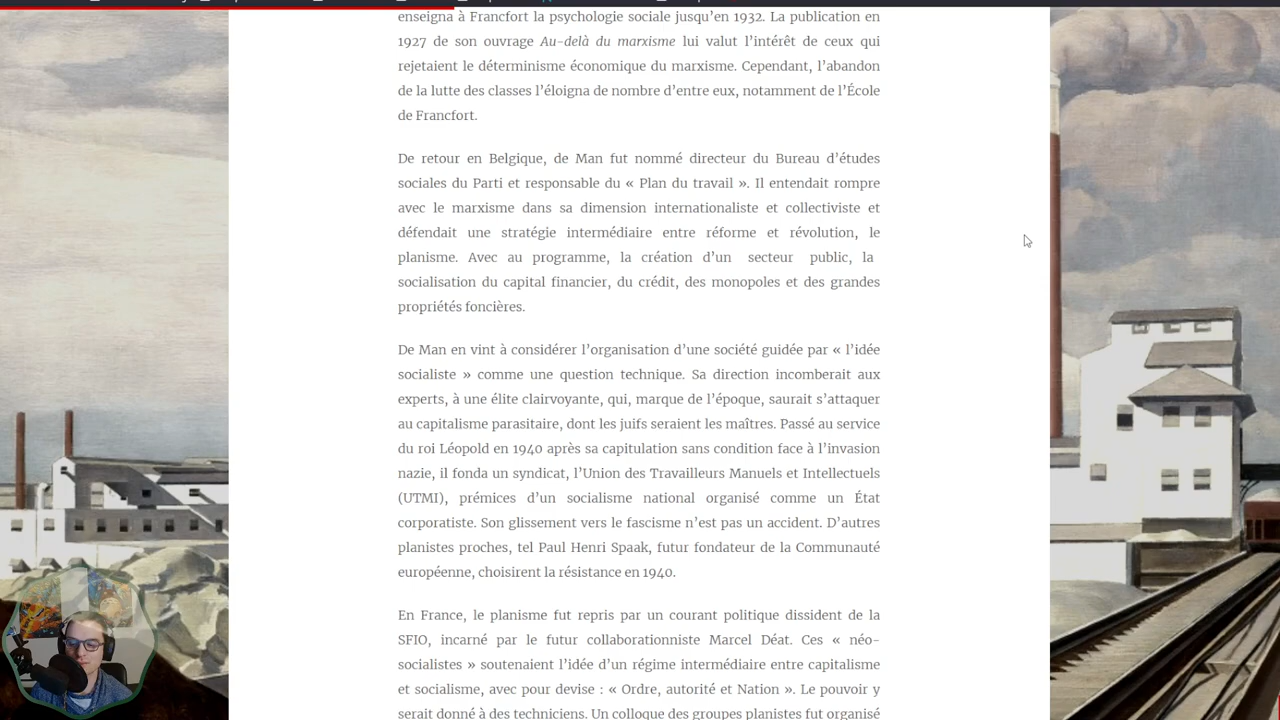 enseigna à Francfort la psychologie sociale jusqu’en 1932. La publication en
1927 de son ouvrage Au-delà du marxisme lui valut l’intérêt de ceux qui
rejetaient le déterminisme économique du marxisme. Cependant, l’abandon
de la lutte des classes l’éloigna de nombre d’entre eux, notamment de l’École
de Francfort.
De retour en Belgique, de Man fut nommé directeur du Bureau d’études
sociales du Parti et responsable du « Plan du travail ». Il entendait rompre
avec le marxisme dans sa dimension internationaliste et collectiviste et
défendait une stratégie intermédiaire entre réforme et révolution, le
planisme. Avec au programme, la création d’un secteur public, la
socialisation du capital financier, du crédit, des monopoles et des grandes
propriétés foncières.
De Man en vint à considérer l’organisation d’une société guidée par « l’idée
socialiste » comme une question technique. Sa direction incomberait aux
experts, à une élite clairvoyante, qui, marque de l’époque, saurait s’attaquer
au capitalisme parasitaire, dont les juifs seraient les maîtres. Passé au service
du roi Léopold en 1940 après sa capitulation sans condition face à l’invasion
nazie, il fonda un syndicat, l’Union des Travailleurs Manuels et Intellectuels
(UTMI), prémices d’un socialisme national organisé comme un État
corporatiste. Son glissement vers le fascisme n’est pas un accident. D’autres
planistes proches, tel Paul Henri Spaak, futur fondateur de la Communauté
européenne, choisirent la résistance en 1940.
En France, le planisme fut repris par un courant politique dissident de la
SFIO, incarné par le futur collaborationniste Marcel Déat. Ces « néo-
socialistes » soutenaient l’idée d’un régime intermédiaire entre capitalisme
et socialisme, avec pour devise : « Ordre, autorité et Nation ». Le pouvoir y
serait donné à des techniciens. Un colloque des groupes planistes fut organisé